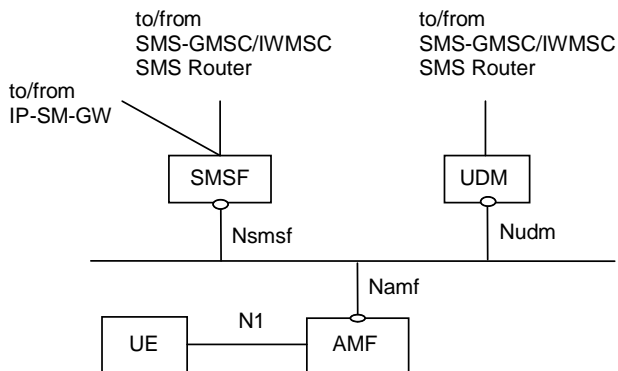 to/from
SMS-GMSC/IWMSC
SMS Router
to/from
SMS-GMSC/IWMSC
SMS Router
to/from
IP-SM-GW
SMSF
UDM
Nsmsf
Nudm
Namf
N1
UE
AMF